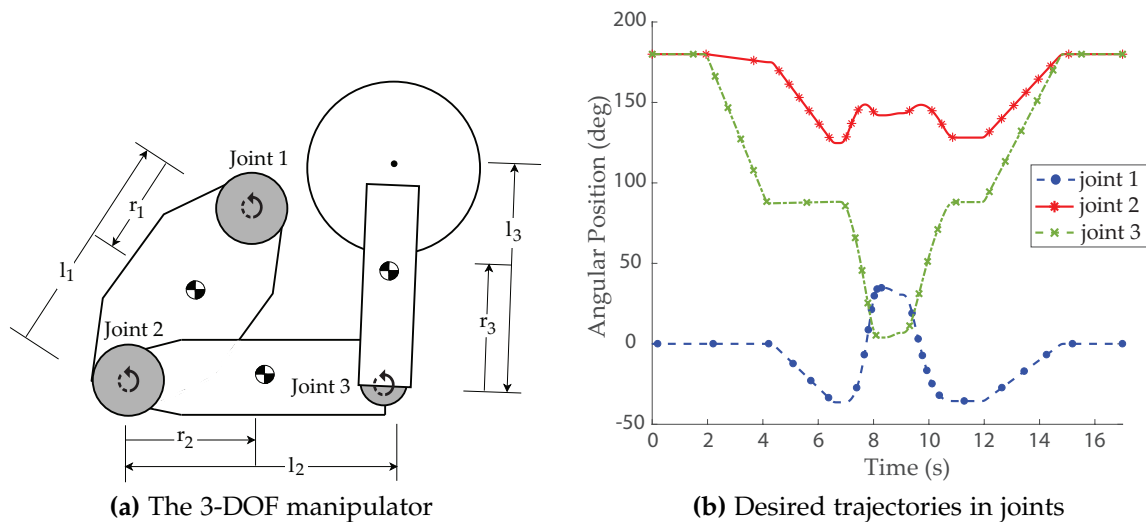 Joint 1
r₁
l₁
l₃
r₃
Joint 2
Joint 3
r₂
l₂
(a) The 3-DOF manipulator
200
150
100
50
0
-50
Angular Position (deg)
joint 1
joint 2
joint 3
0 2 4 6 8 10 12 14 16
Time (s)
(b) Desired trajectories in joints